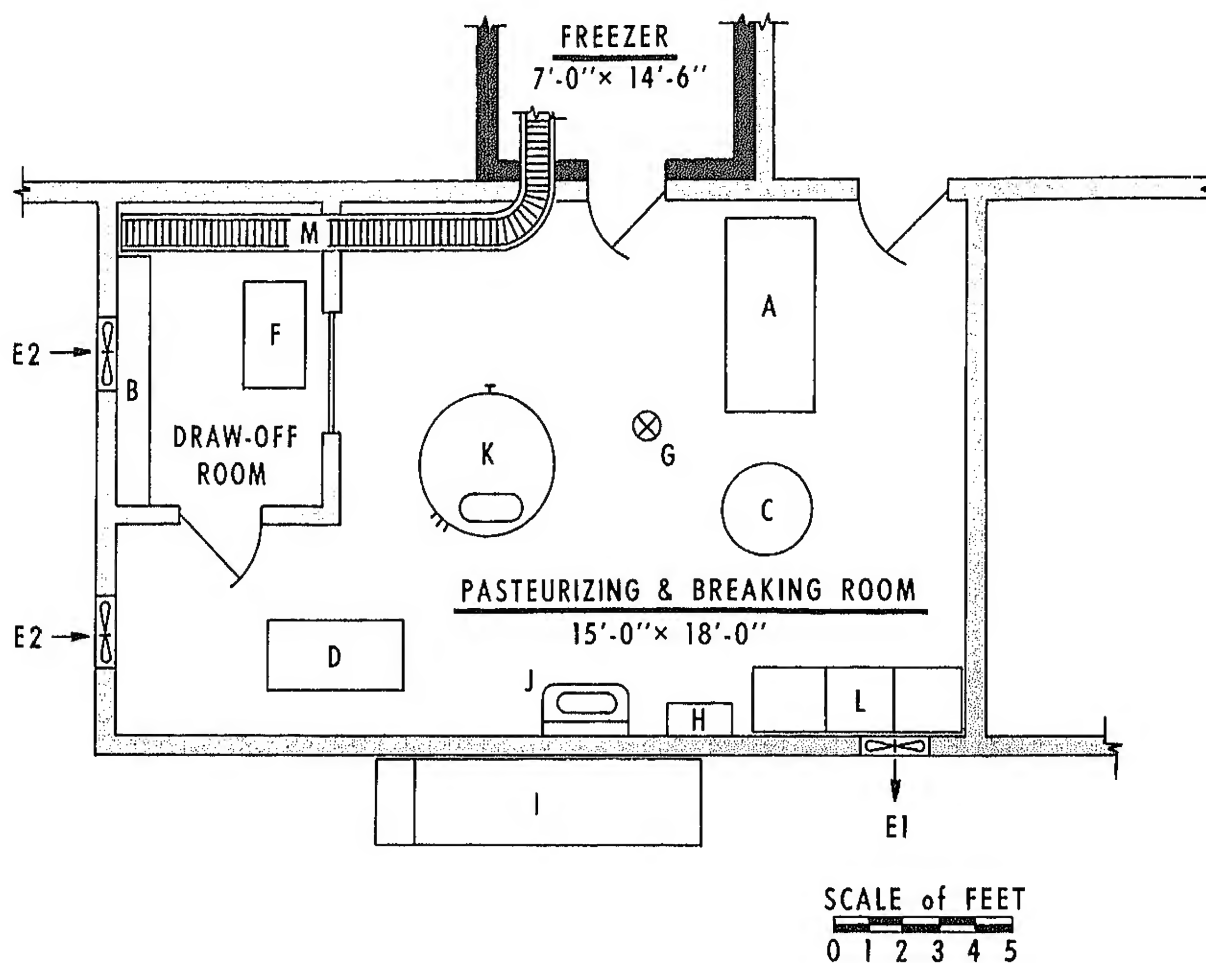 FREEZER
7'-0''× 14'-6''
M
A
E2
F
B
DRAW-OFF
ROOM
K
G
C
PASTEURIZING & BREAKING ROOM
15'-0''× 18'-0''
E2
D
J
H
L
I
E1
SCALE of FEET
0 1 2 3 4 5